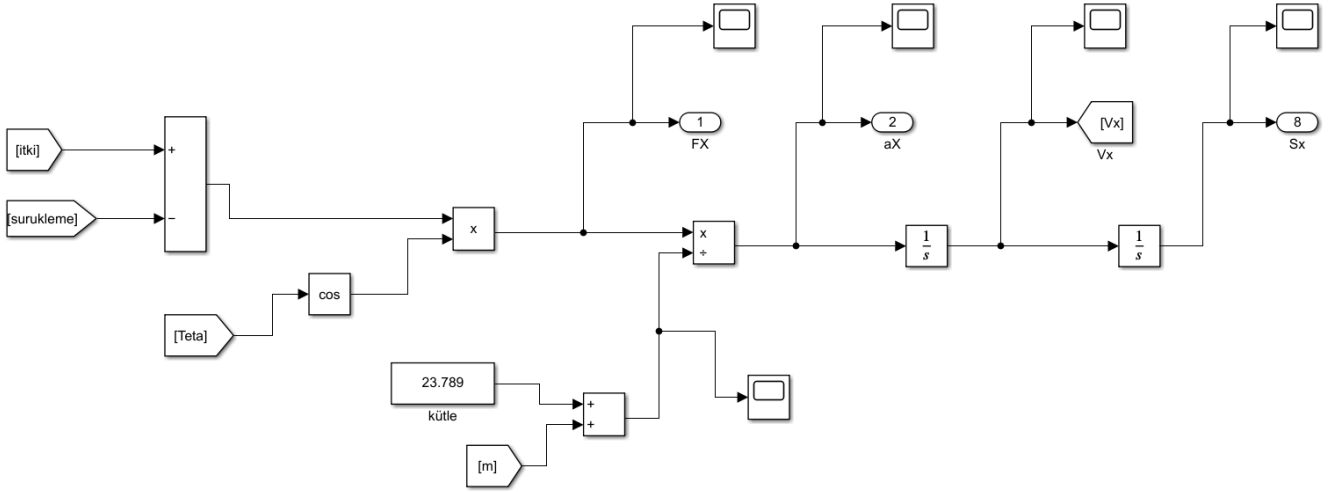 [itki]
+
[surukleme]
−
x
cos
[Teta]
1
FX
x
÷
2
aX
1
s
[Vx]
Vx
1
s
8
Sx
23.789
kütle
+
+
[m]